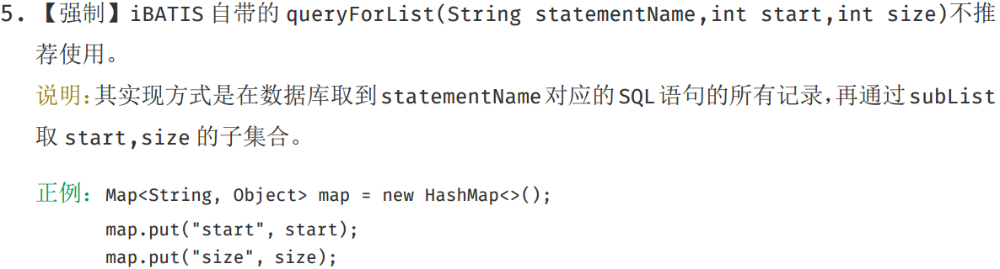 5. 【强制】iBATIS 自带的 queryForList(String statementName,int start,int size)不推
荐使用。
说明:其实现方式是在数据库取到statementName对应的SQL语句的所有记录,再通过subList
取 start,size 的子集合。
正例: Map<String, Object> map = new HashMap<>();
map.put("start", start);
map.put("size", size);